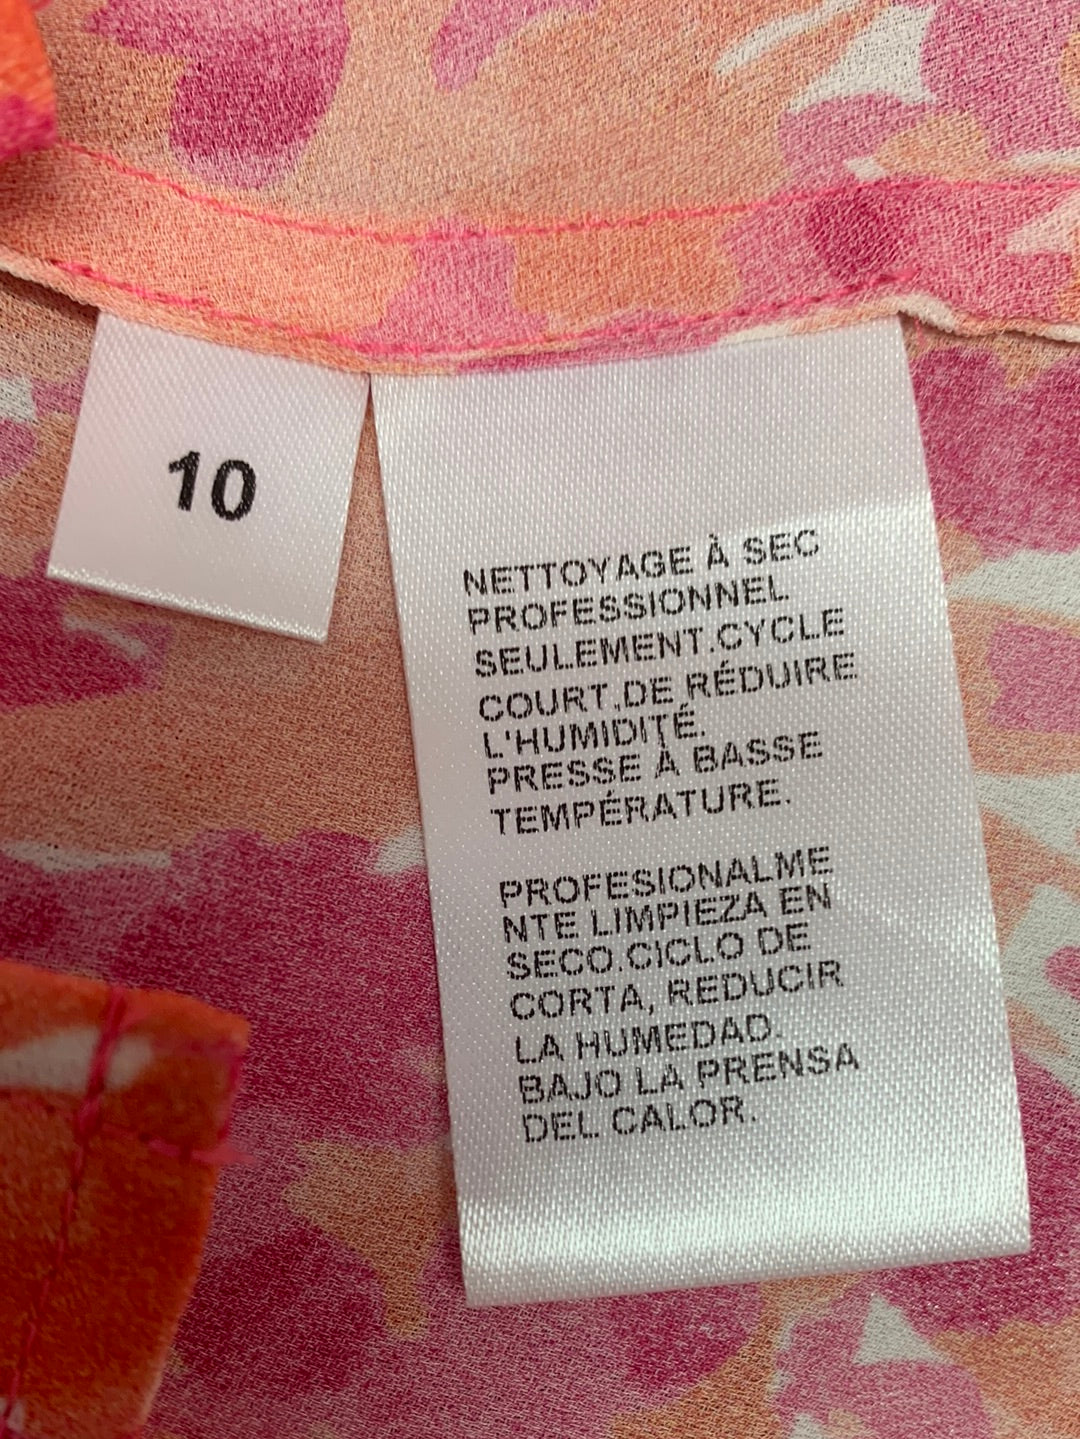 10
NETTOYAGE À SEC
PROFESSIONNEL
SEULEMENT.CYCLE
COURT,DE RÉDUIRE
L'HUMIDITÉ.
PRESSE À BASSE
TEMPÉRATURE.
PROFESIONALME
NTE LIMPIEZA EN
SECO.CICLO DE
CORTA, REDUCIR
LA HUMEDAD.
BAJO LA PRENSA
DEL CALOR.